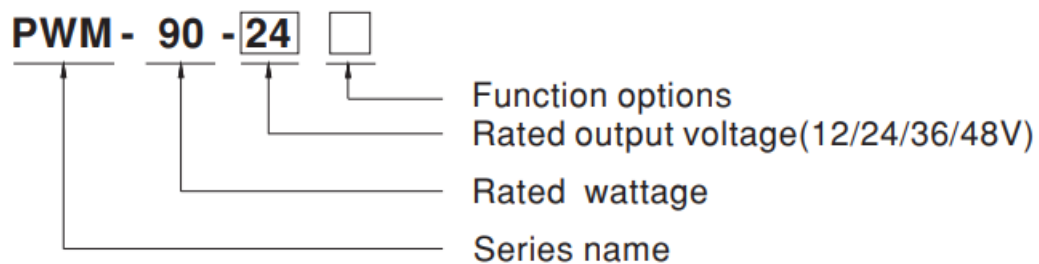 PWM - 90 - 24
Function options
Rated output voltage(12/24/36/48V)
Rated wattage
Series name